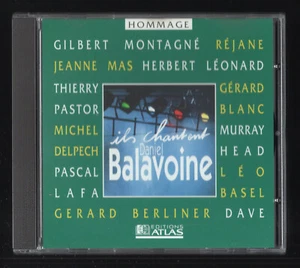 HOMMAGE
GILBERT MONTAGNÉ RÉJANE
JEANNE MAS HERBERT LÉONARD
THIERRY GÉRARD
PASTOR BLANC
MICHEL MURRAY
DELPECH HEAD
PASCAL LÉO
LAFA BASEL
ils chantent
Daniel
Balavoine
GERARD BERLINER DAVE
EDITIONS
ATLAS